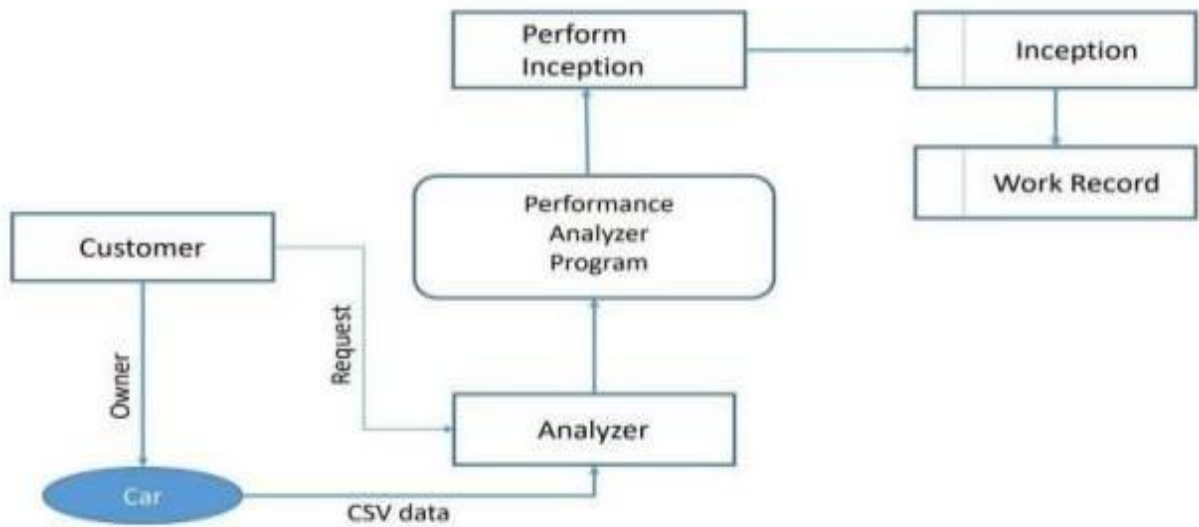 Perform
Inception
Inception
Work Record
Performance
Analyzer
Program
Customer
Request
Owner
Analyzer
Car
CSV data